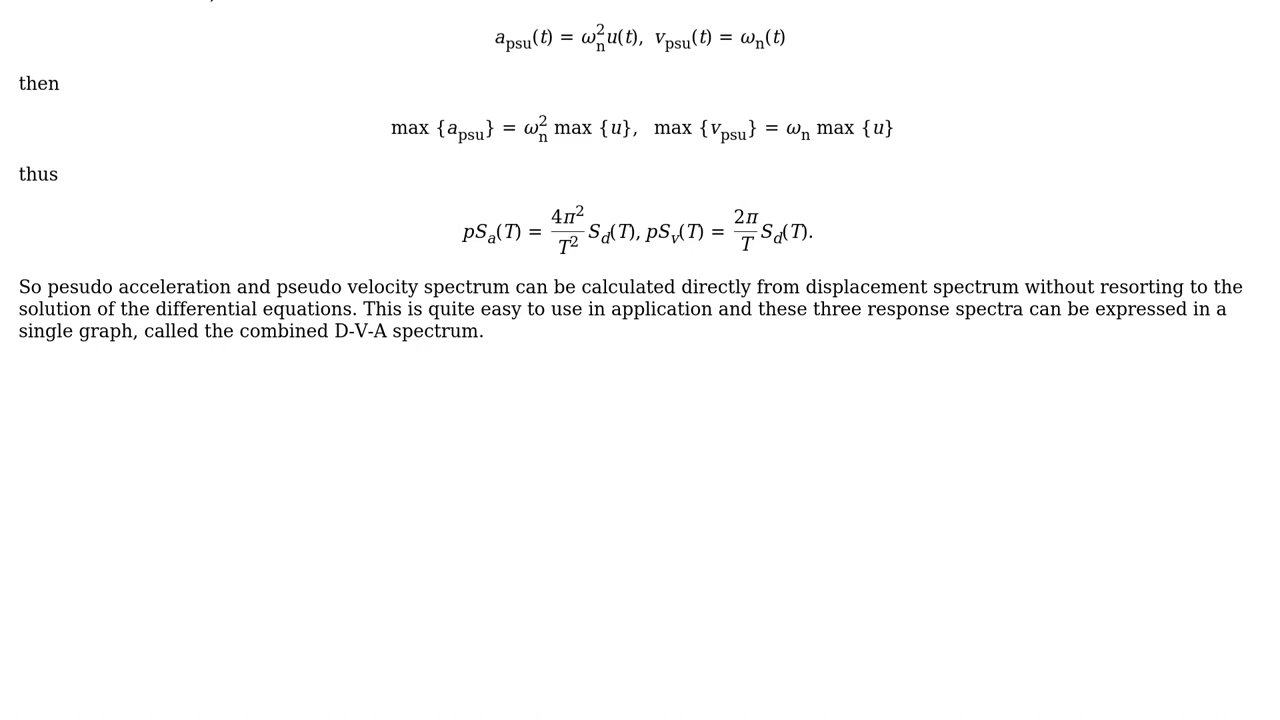 a_psu(t) = ω_n^2 u(t), v_psu(t) = ω_n(t)
then
max {a_psu} = ω_n^2 max {u}, max {v_psu} = ω_n max {u}
thus
pS_a(T) = \frac{4π^2}{T^2} S_d(T), pS_v(T) = \frac{2π}{T} S_d(T).
So pesudo acceleration and pseudo velocity spectrum can be calculated directly from displacement spectrum without resorting to the
solution of the differential equations. This is quite easy to use in application and these three response spectra can be expressed in a
single graph, called the combined D-V-A spectrum.